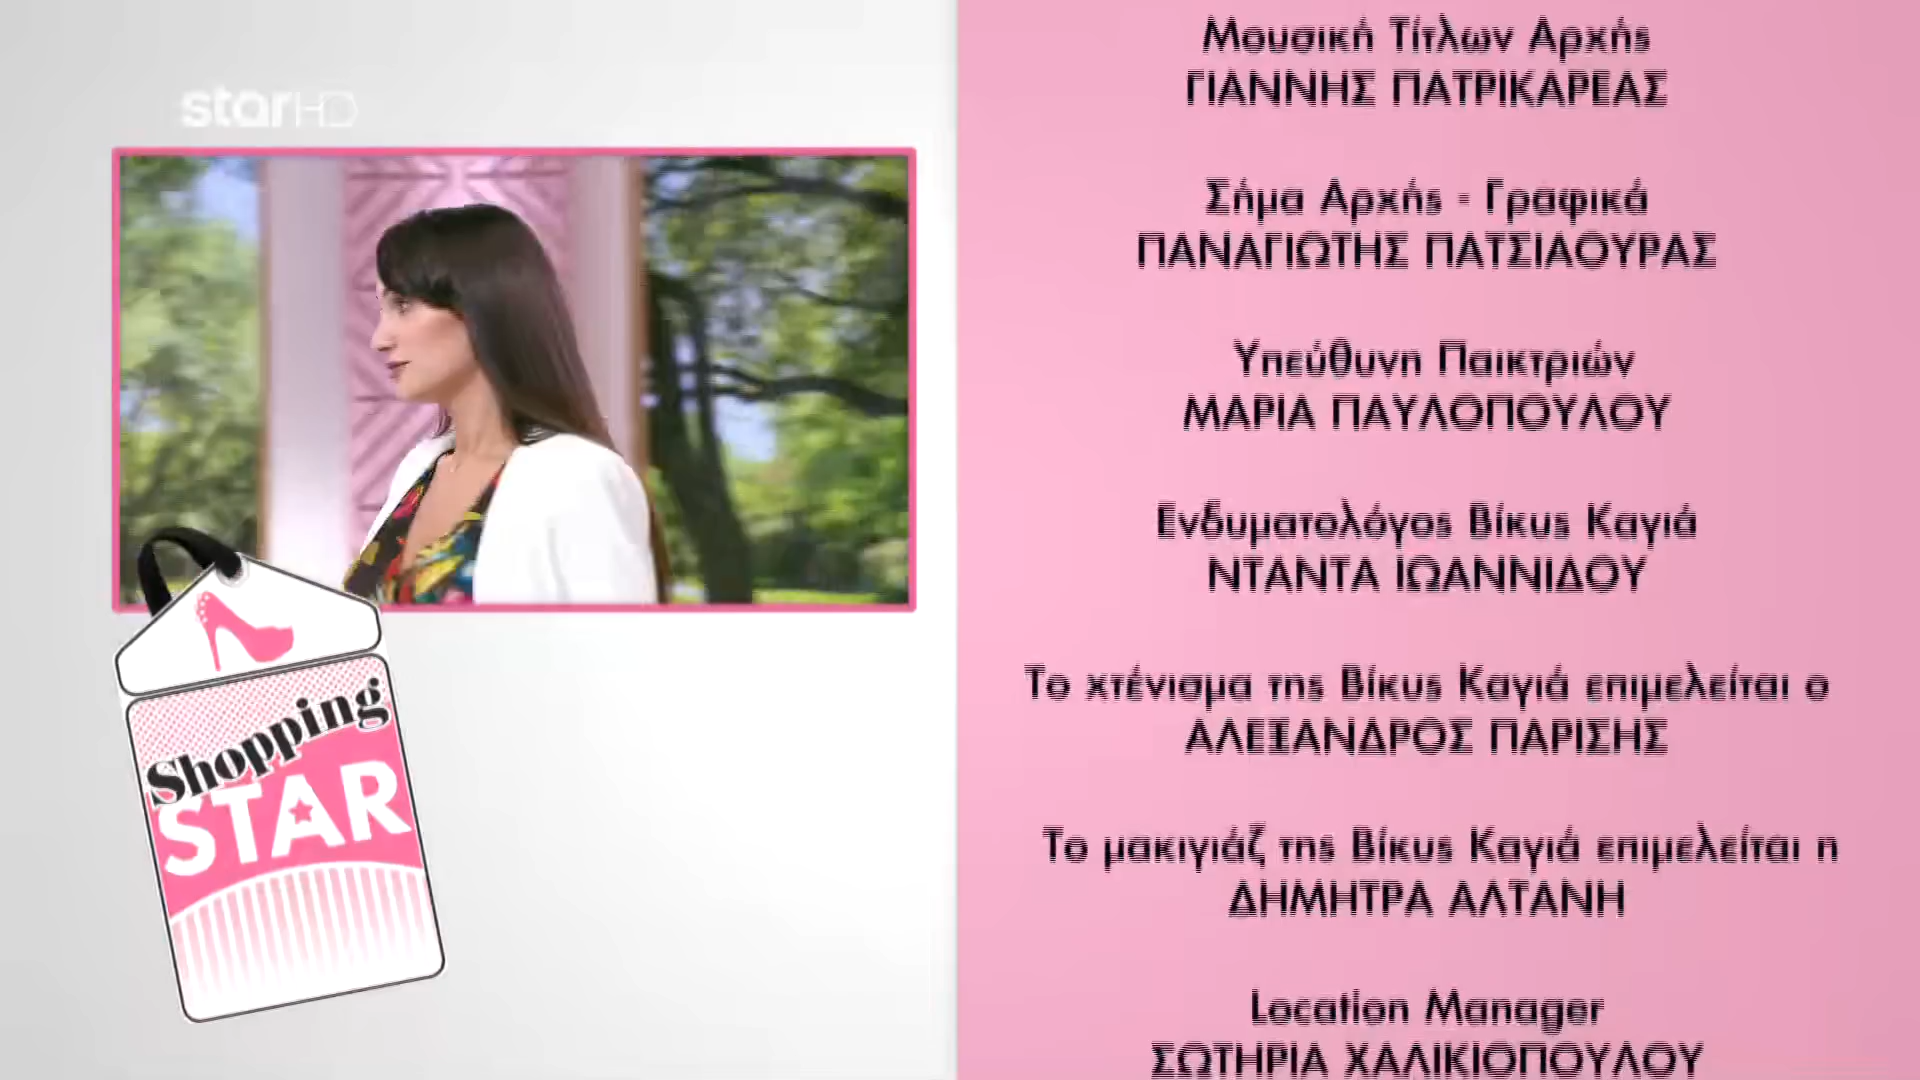 starHD
Shopping
STAR
Μουσική Τίτλων Αρχής
ΓΙΑΝΝΗΣ ΠΑΤΡΙΚΑΡΕΑΣ
Σήμα Αρχής - Γραφικά
ΠΑΝΑΓΙΩΤΗΣ ΠΑΤΣΙΑΟΥΡΑΣ
Υπεύθυνη Παικτριών
ΜΑΡΙΑ ΠΑΥΛΟΠΟΥΛΟΥ
Ενδυματολόγος Βίκυς Καγιά
ΝΤΑΝΤΑ ΙΩΑΝΝΙΔΟΥ
Το χτένισμα της Βίκυς Καγιά επιμελείται ο
ΑΛΕΞΑΝΔΡΟΣ ΠΑΡΙΣΗΣ
Το μακιγιάζ της Βίκυς Καγιά επιμελείται η
ΔΗΜΗΤΡΑ ΑΛΤΑΝΗ
Location Manager
ΣΩΤΗΡΙΑ ΧΑΛΙΚΙΟΠΟΥΛΟΥ